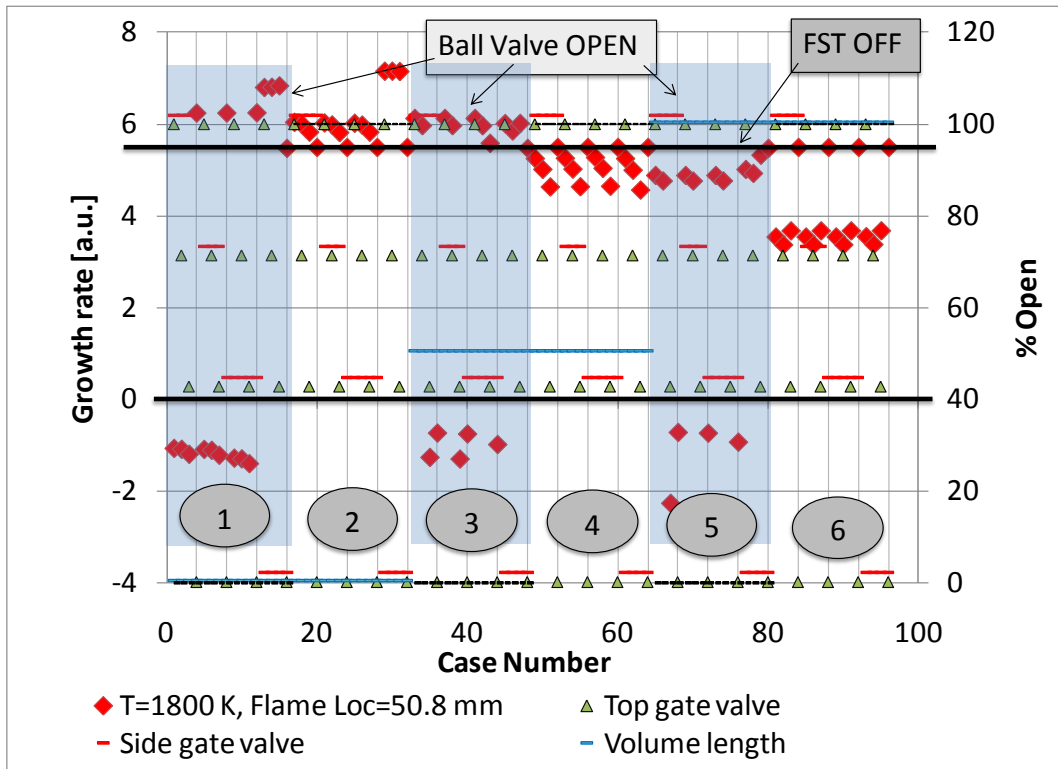 8
6
4
2
0
-2
-4
120
100
80
60
40
20
0
Growth rate [a.u.]
% Open
Ball Valve OPEN
FST OFF
1
2
3
4
5
6
0
20
40
60
80
100
Case Number
T=1800 K, Flame Loc=50.8 mm
Top gate valve
Side gate valve
Volume length